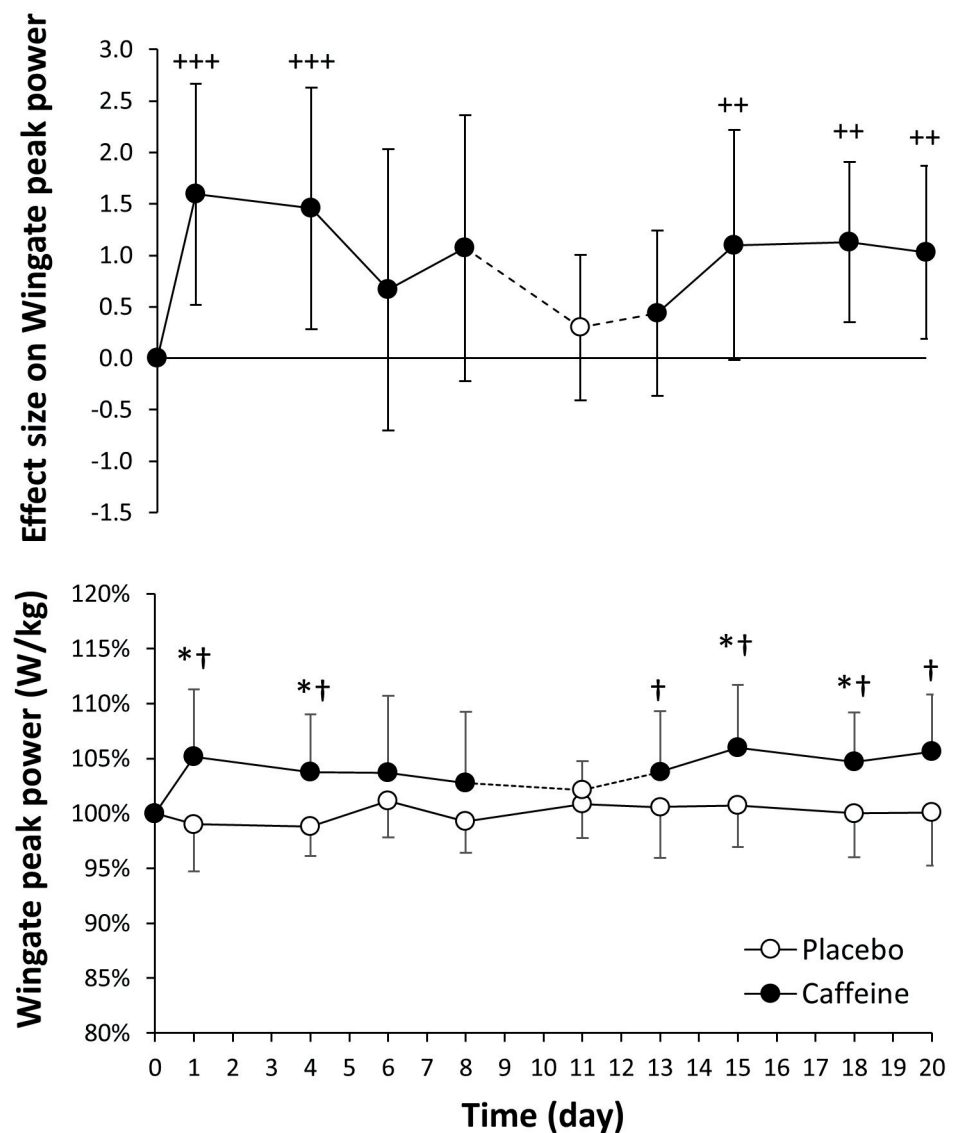 Effect size on Wingate peak power
3.0
2.5
2.0
1.5
1.0
0.5
0.0
-0.5
-1.0
-1.5
+++ +++ ++ ++ ++
Wingate peak power (W/kg)
120%
115%
110%
105%
100%
95%
90%
85%
80%
*† *† † *† *† †
Placebo
Caffeine
0 1 2 3 4 5 6 7 8 9 10 11 12 13 14 15 16 17 18 19 20
Time (day)